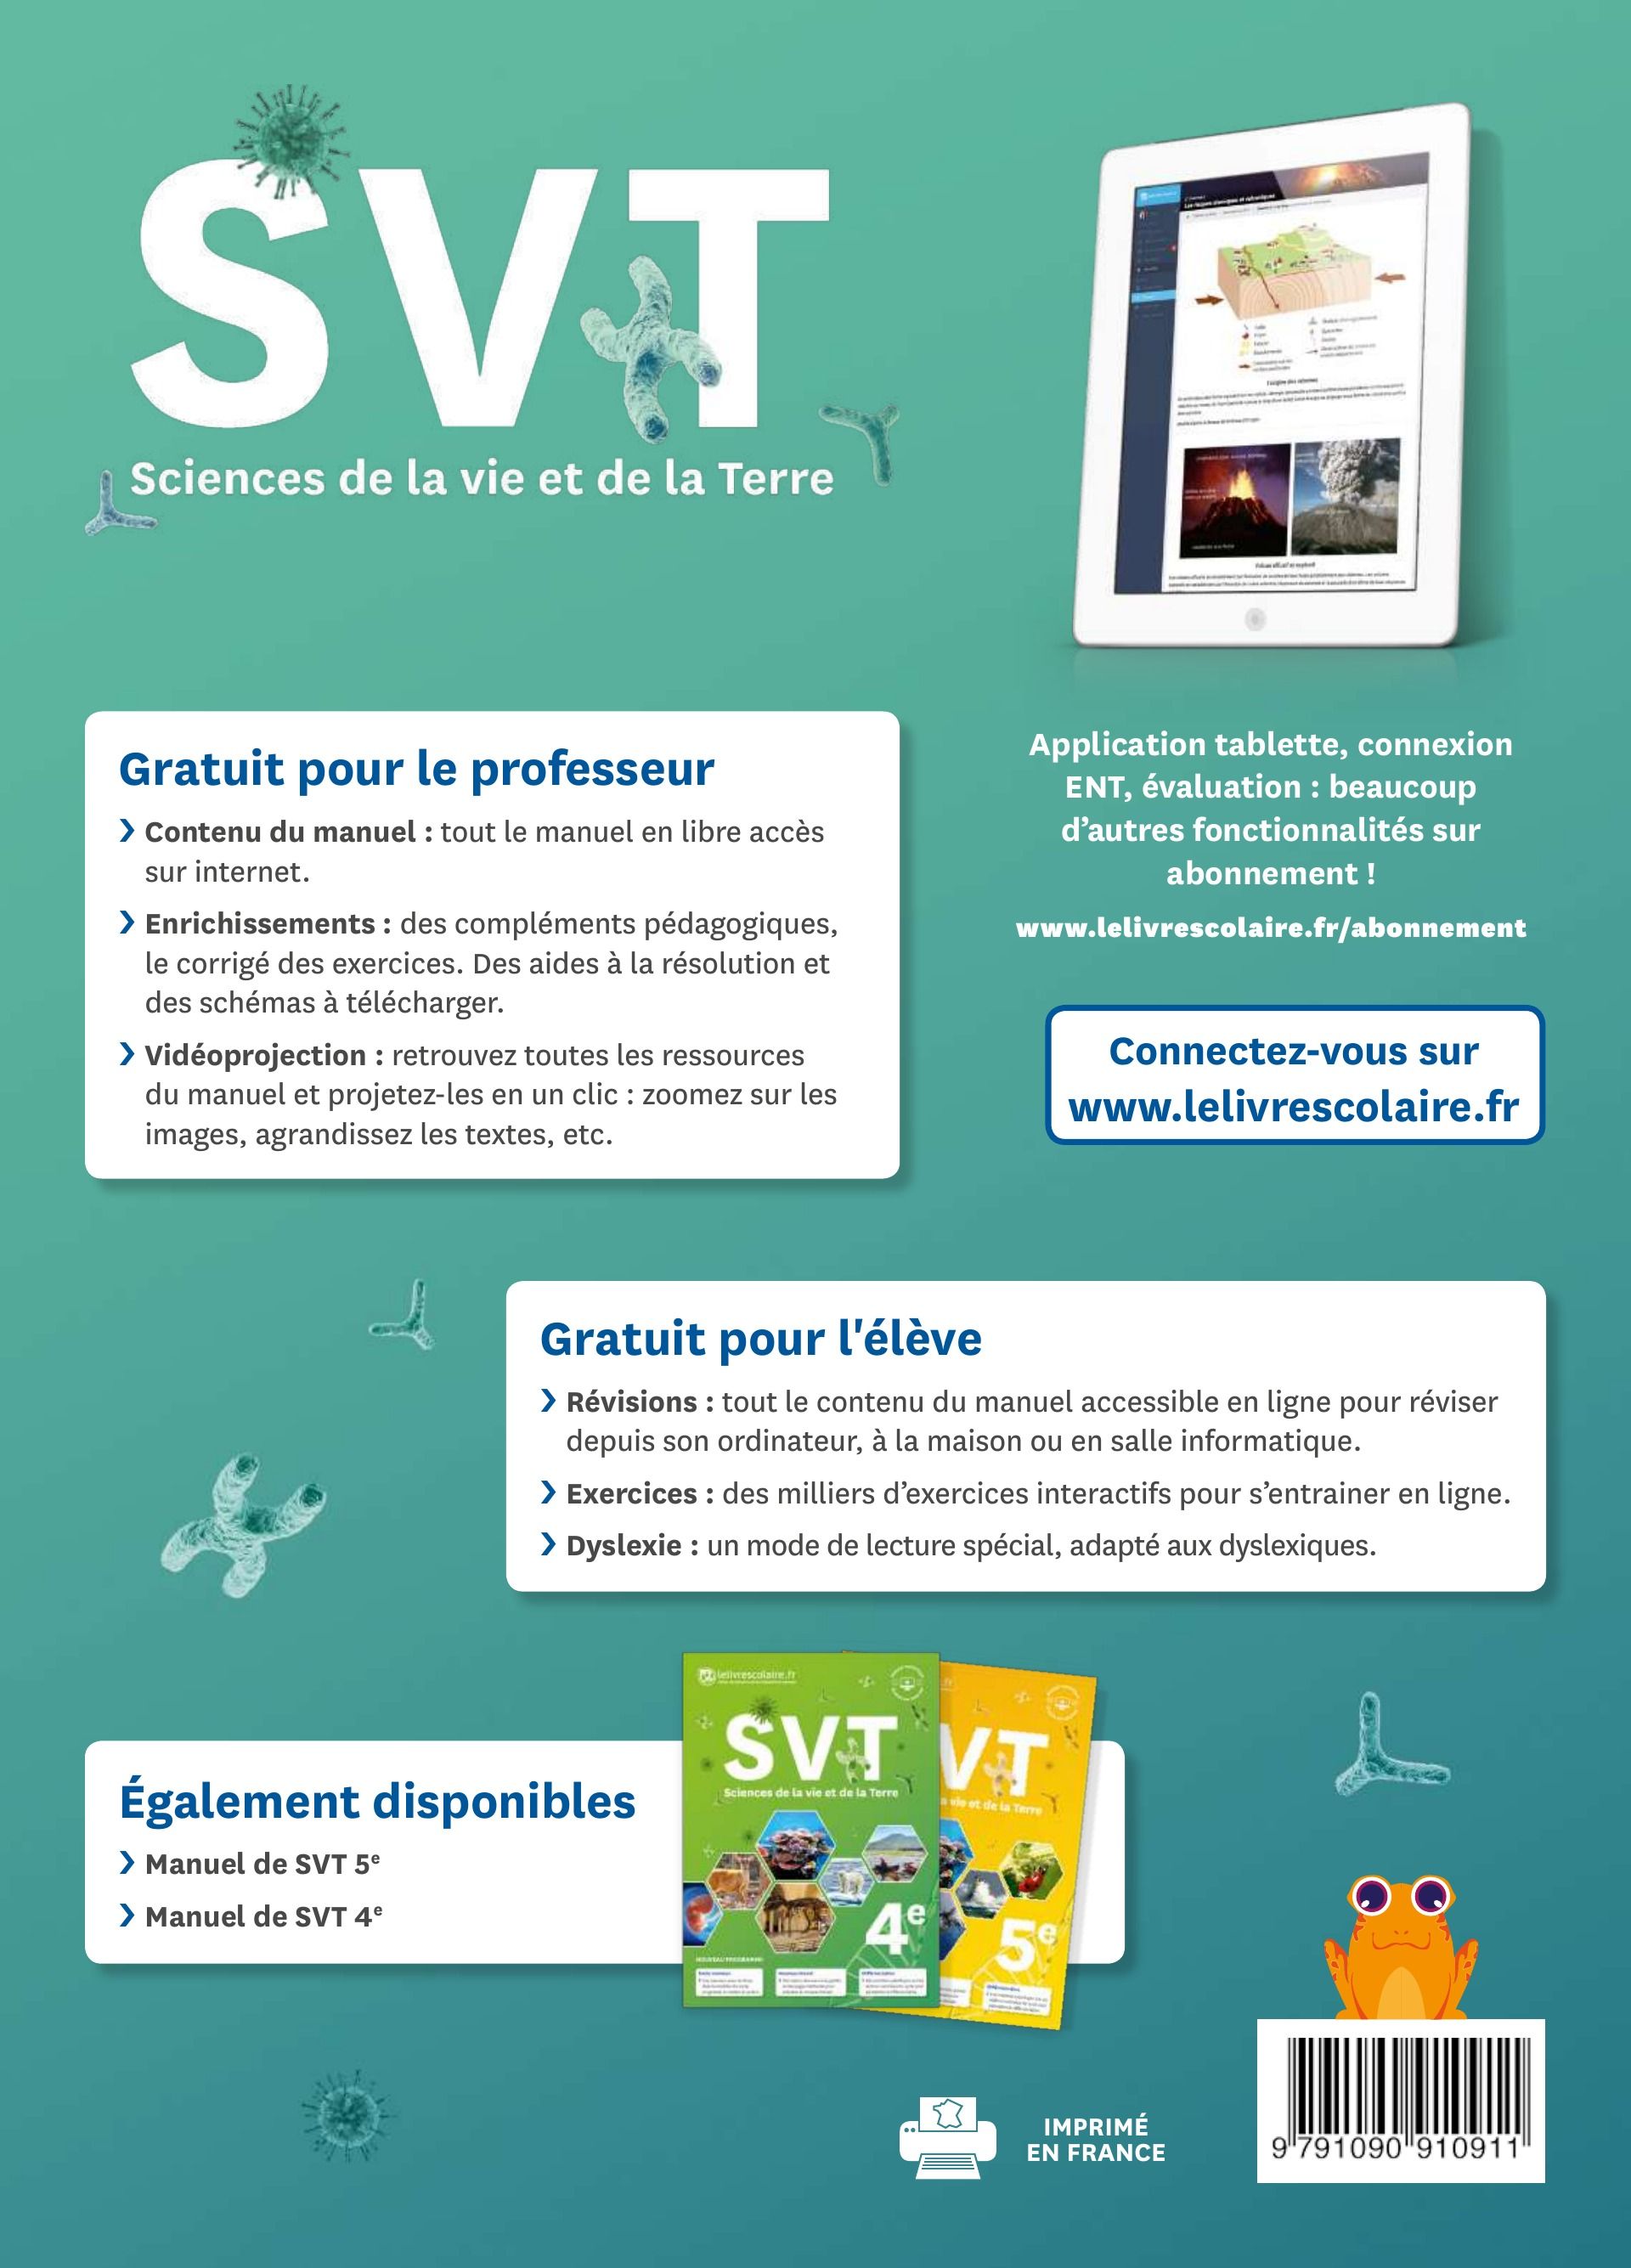 SVT
Sciences de la vie et de la Terre
Gratuit pour le professeur
Contenu du manuel : tout le manuel en libre accès
sur internet.
Enrichissements : des compléments pédagogiques,
le corrigé des exercices. Des aides à la résolution et
des schémas à télécharger.
Vidéoprojection : retrouvez toutes les ressources
du manuel et projetez-les en un clic : zoomez sur les
images, agrandissez les textes, etc.
Application tablette, connexion
ENT, évaluation : beaucoup
d’autres fonctionnalités sur
abonnement !
www.lelivrescolaire.fr/abonnement
Connectez-vous sur
www.lelivrescolaire.fr
Gratuit pour l'élève
Révisions : tout le contenu du manuel accessible en ligne pour réviser
depuis son ordinateur, à la maison ou en salle informatique.
Exercices : des milliers d’exercices interactifs pour s’entrainer en ligne.
Dyslexie : un mode de lecture spécial, adapté aux dyslexiques.
Également disponibles
Manuel de SVT 5e
Manuel de SVT 4e
lelivrescolaire.fr
SVT
Sciences de la vie et de la Terre
4e
NOUVEAU PROGRAMME
VT
vie et de la Terre
5e
IMPRIMÉ
EN FRANCE
9 791090 910911